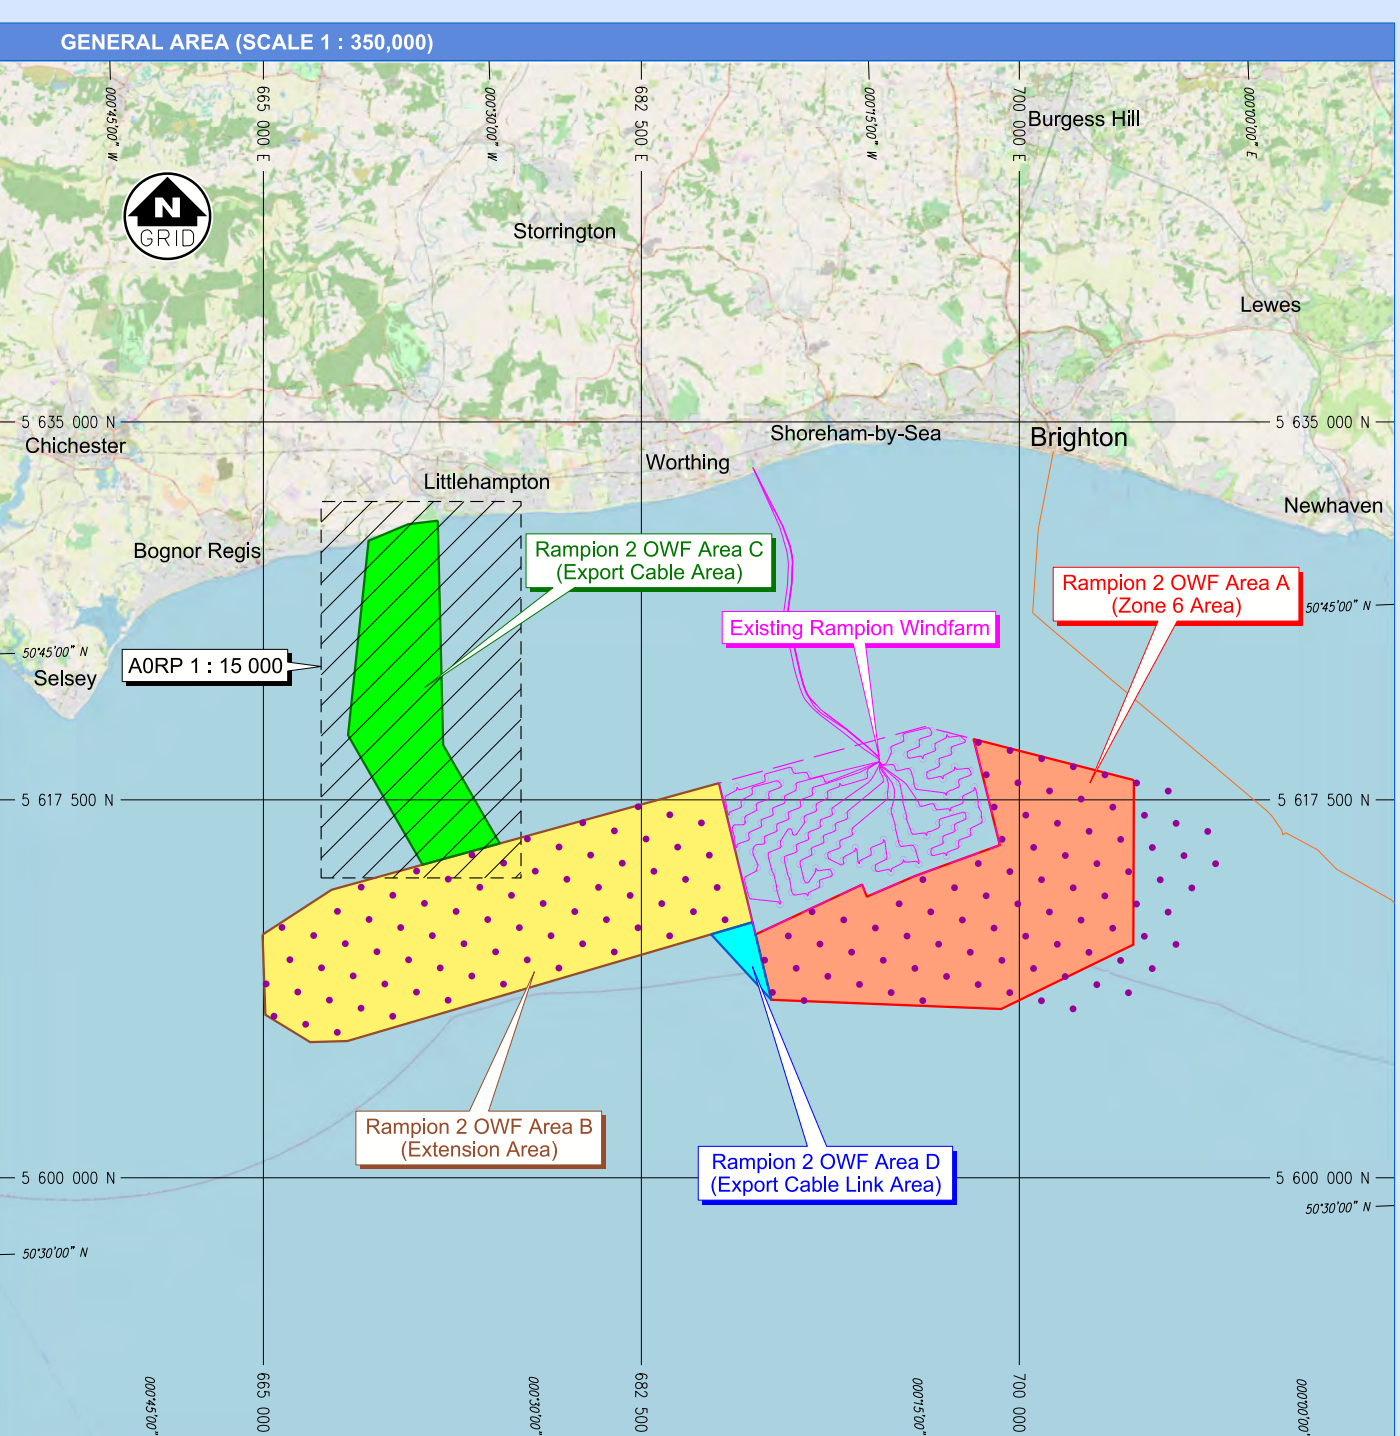 GENERAL AREA (SCALE 1 : 350,000)
000°45'00" W
665 000 E
000°30'00" W
682 500 E
000°15'00" W
700 000 E
000°00'00" E
Burgess Hill
N
GRID
Storrington
Lewes
5 635 000 N
5 635 000 N
Chichester
Shoreham-by-Sea
Brighton
Worthing
Littlehampton
Newhaven
Bognor Regis
Rampion 2 OWF Area C
(Export Cable Area)
Rampion 2 OWF Area A
(Zone 6 Area)
50°45'00" N
Existing Rampion Windfarm
50°45'00" N
A0RP 1 : 15 000
Selsey
5 617 500 N
5 617 500 N
Rampion 2 OWF Area B
(Extension Area)
Rampion 2 OWF Area D
(Export Cable Link Area)
5 600 000 N
5 600 000 N
50°30'00" N
50°30'00" N
000°45'00"
665 000
000°30'00"
682 500
000°15'00"
700 000
000°00'00"